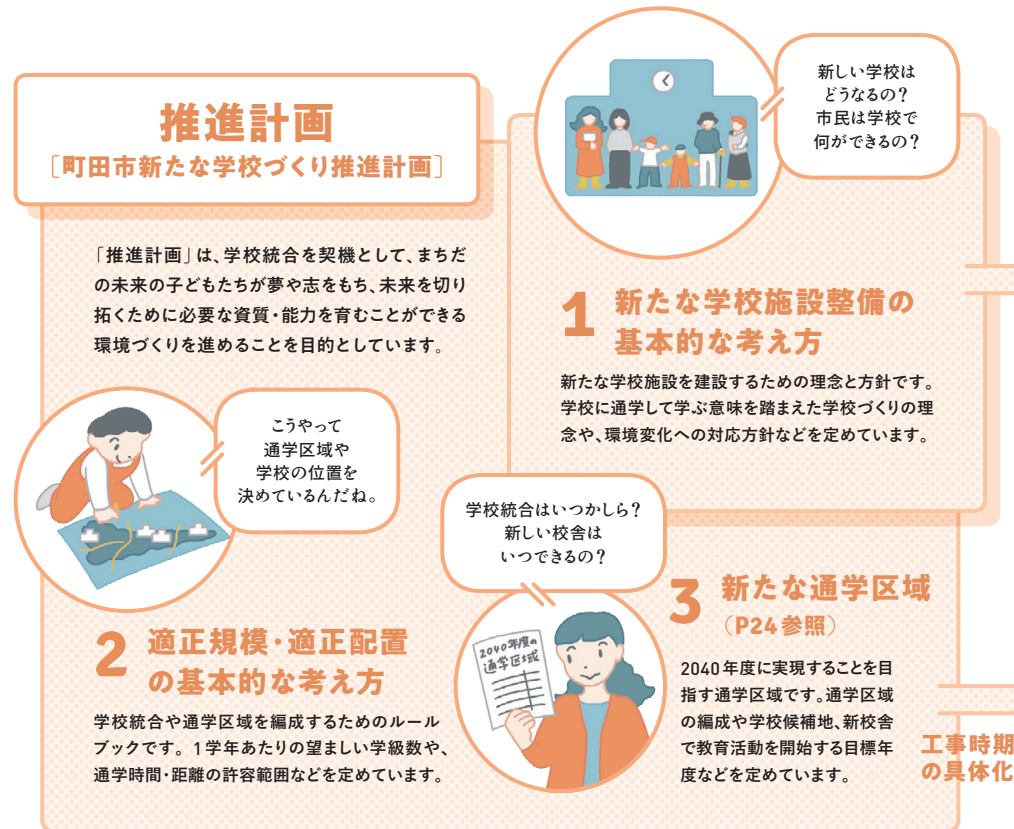 推進計画
［町田市新たな学校づくり推進計画］
「推進計画」は、学校統合を契機として、まちだ
の未来の子どもたちが夢や志をもち、未来を切り
拓くために必要な資質・能力を育むことができる
環境づくりを進めることを目的としています。
新しい学校は
どうなるの？
市民は学校で
何ができるの？
1 新たな学校施設整備の
基本的な考え方
新たな学校施設を建設するための理念と方針です。
学校に通学して学ぶ意味を踏まえた学校づくりの理
念や、環境変化への対応方針などを定めています。
こうやって
通学区域や
学校の位置を
決めているんだね。
2 適正規模・適正配置
の基本的な考え方
学校統合や通学区域を編成するためのルール
ブックです。1学年あたりの望ましい学級数や、
通学時間・距離の許容範囲などを定めています。
学校統合はいつかしら？
新しい校舎は
いつできるの？
2040年度の
通学区域
3 新たな通学区域
（P24参照）
2040年度に実現することを目
指す通学区域です。通学区域
の編成や学校候補地、新校舎
で教育活動を開始する目標年
度などを定めています。
工事時期
の具体化